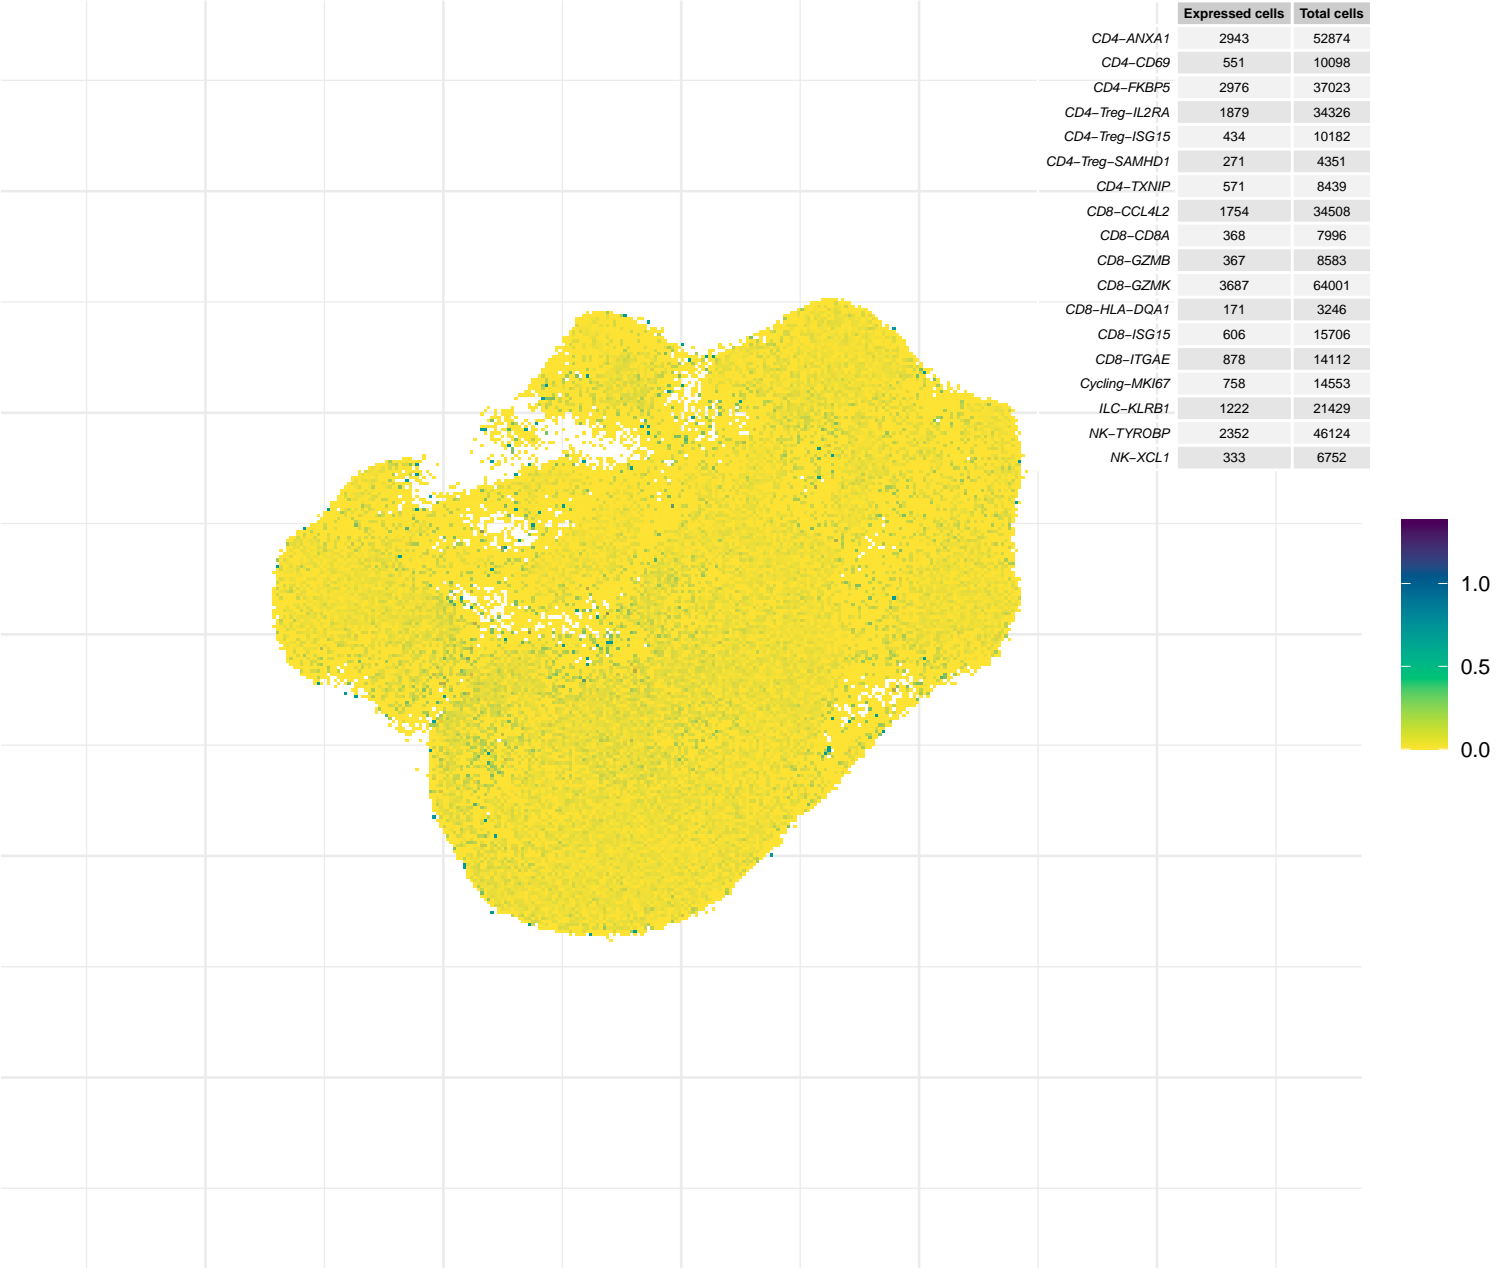 Expressed cells Total cells
CD4−ANXA1 2943 52874
CD4−CD69 551 10098
CD4−FKBP5 2976 37023
CD4−Treg−IL2RA 1879 34326
CD4−Treg−ISG15 434 10182
CD4−Treg−SAMHD1 271 4351
CD4−TXNIP 571 8439
CD8−CCL4L2 1754 34508
CD8−CD8A 368 7996
CD8−GZMB 367 8583
CD8−GZMK 3687 64001
CD8−HLA−DQA1 171 3246
CD8−ISG15 606 15706
CD8−ITGAE 878 14112
Cycling−MKI67 758 14553
ILC−KLRB1 1222 21429
NK−TYROBP 2352 46124
NK−XCL1 333 6752
1.0
0.5
0.0